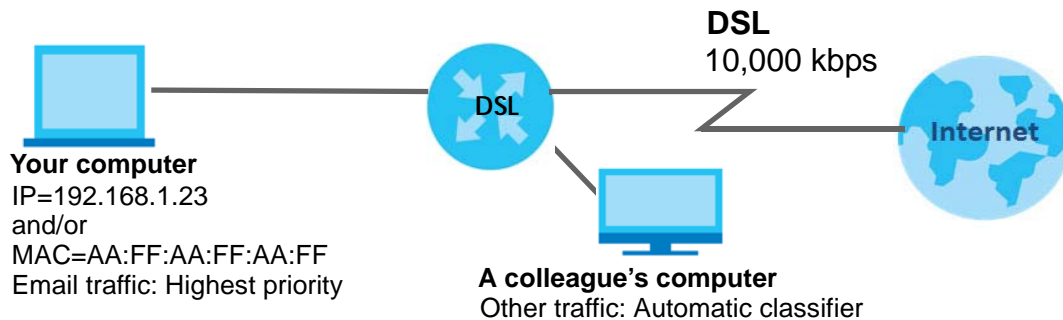 DSL
10,000 kbps
DSL
Internet
Your computer
IP=192.168.1.23
and/or
MAC=AA:FF:AA:FF:AA:FF
Email traffic: Highest priority
A colleague’s computer
Other traffic: Automatic classifier